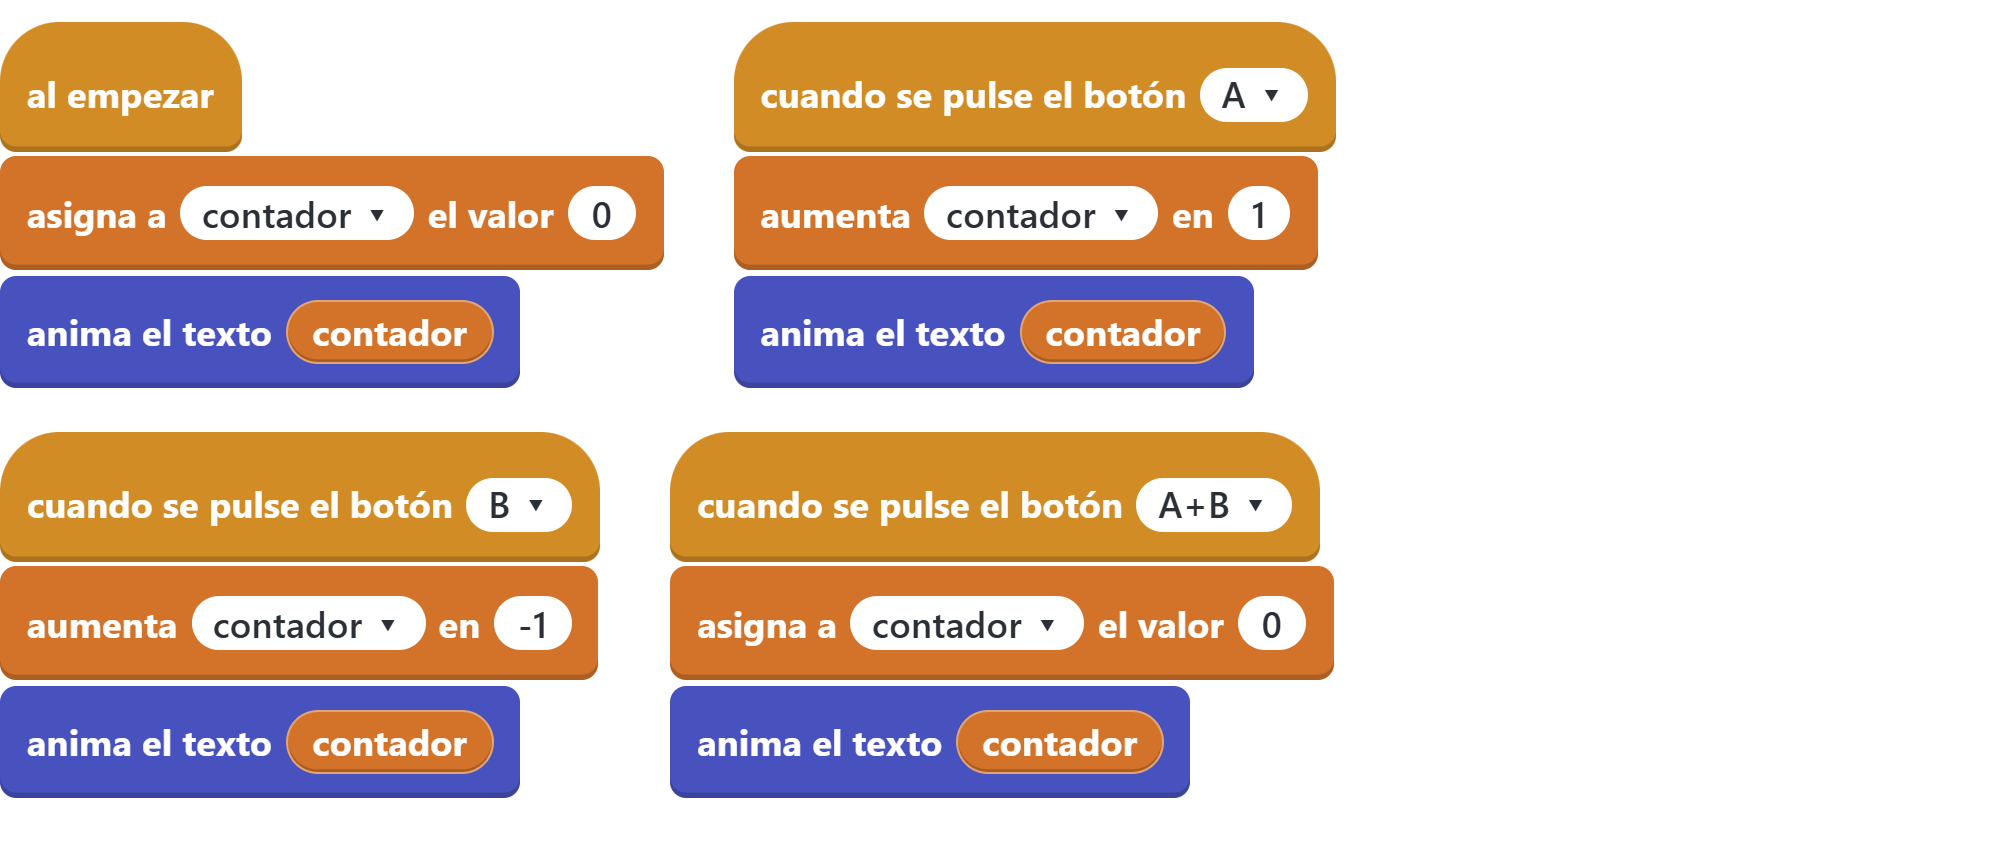 al empezar
asigna a contador ▼ el valor 0
anima el texto contador
cuando se pulse el botón A ▼
aumenta contador ▼ en 1
anima el texto contador
cuando se pulse el botón B ▼
aumenta contador ▼ en -1
anima el texto contador
cuando se pulse el botón A+B ▼
asigna a contador ▼ el valor 0
anima el texto contador